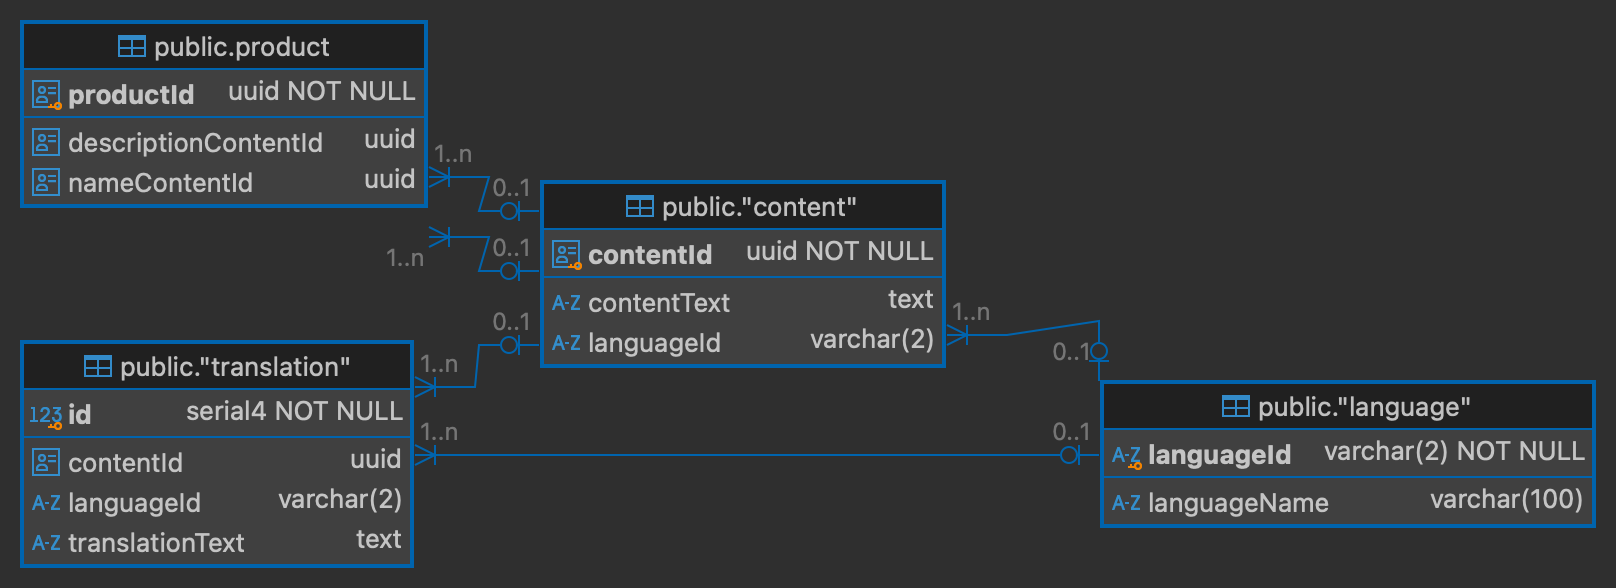 public.product
productId uuid NOT NULL
descriptionContentId uuid
nameContentId uuid
1..n
0..1
1..n
0..1
public."content"
contentId uuid NOT NULL
A-Z contentText text
A-Z languageId varchar(2)
0..1
1..n
public."translation"
123 id serial4 NOT NULL
contentId uuid
A-Z languageId varchar(2)
A-Z translationText text
1..n
0..1
1..n
0..1
public."language"
A-Z languageId varchar(2) NOT NULL
A-Z languageName varchar(100)